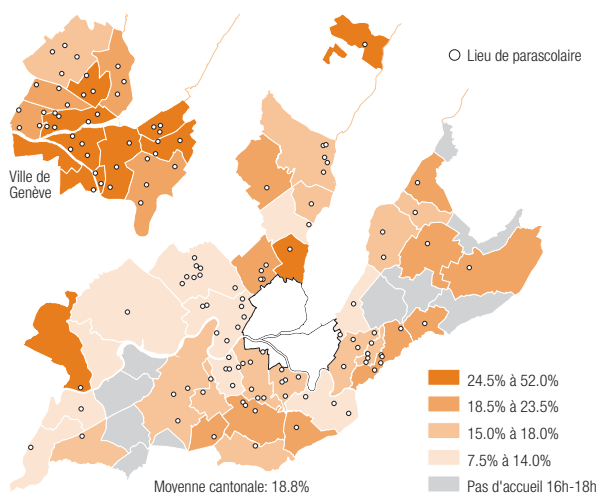 Lieu de parascolaire
Ville de
Genève
24.5% à 52.0%
18.5% à 23.5%
15.0% à 18.0%
7.5% à 14.0%
Pas d'accueil 16h-18h
Moyenne cantonale: 18.8%